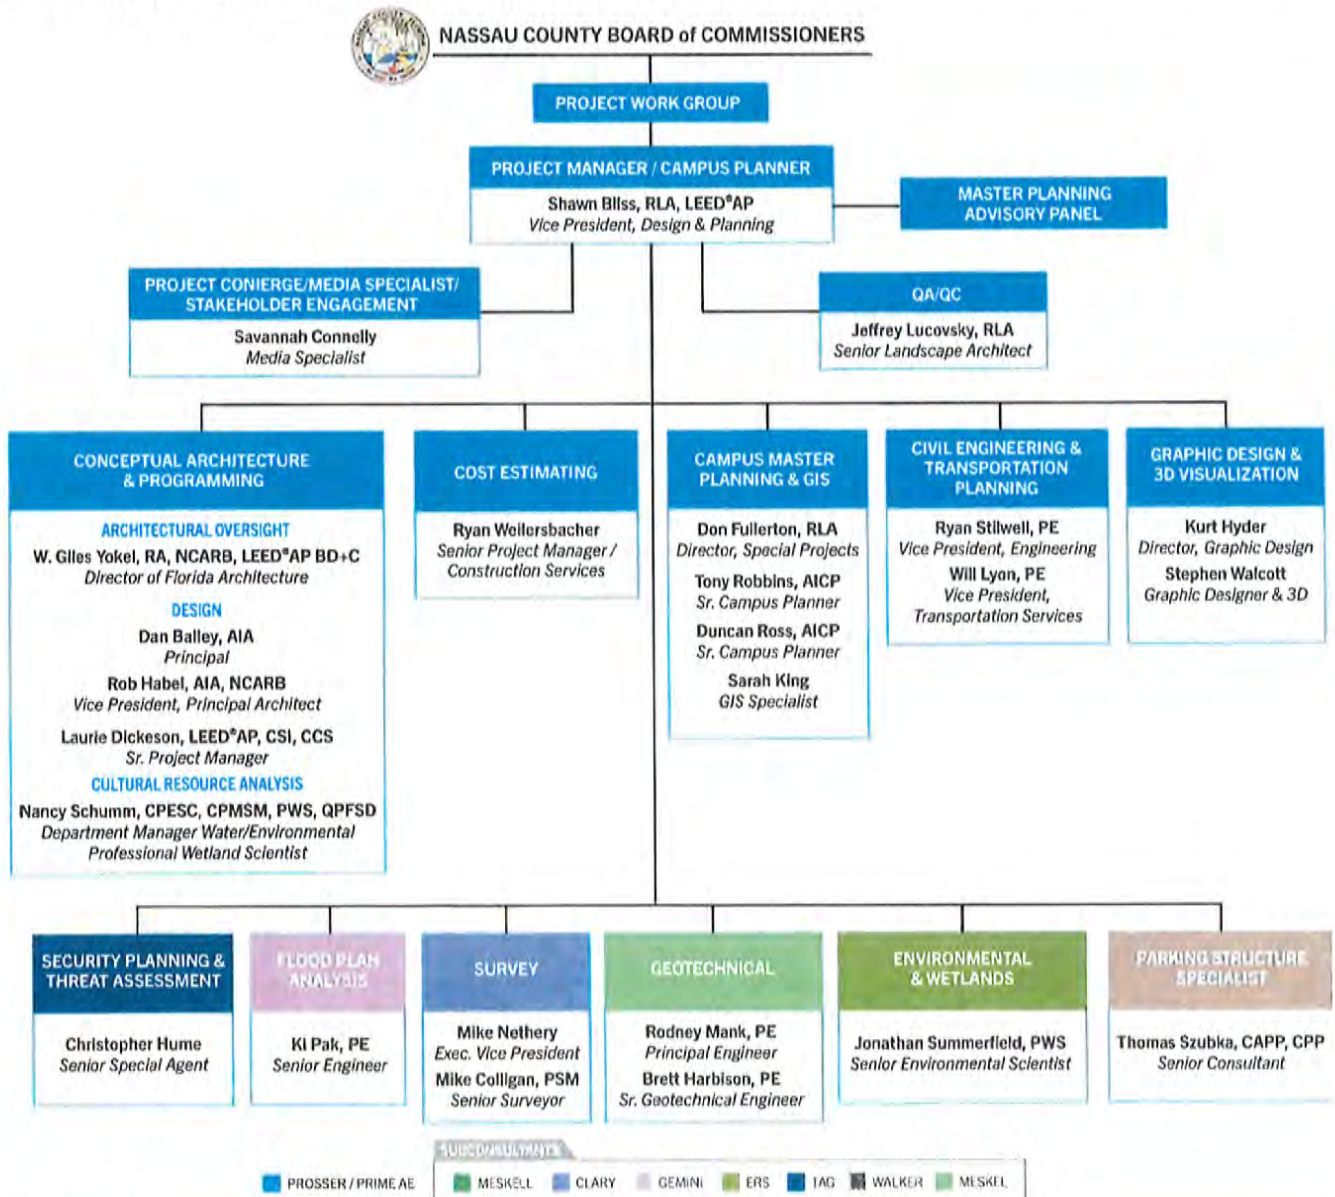 NASSAU COUNTY BOARD of COMMISSIONERS
PROJECT WORK GROUP
PROJECT MANAGER / CAMPUS PLANNER
Shawn Bliss, RLA, LEED®AP
Vice President, Design & Planning
MASTER PLANNING
ADVISORY PANEL
PROJECT CONIERGE/MEDIA SPECIALIST/
STAKEHOLDER ENGAGEMENT
Savannah Connelly
Media Specialist
QA/QC
Jeffrey Lucovsky, RLA
Senior Landscape Architect
CONCEPTUAL ARCHITECTURE
& PROGRAMMING
ARCHITECTURAL OVERSIGHT
W. Giles Yokel, RA, NCARB, LEED®AP BD+C
Director of Florida Architecture
DESIGN
Dan Balley, AIA
Principal
Rob Habel, AIA, NCARB
Vice President, Principal Architect
Laurie Dickeson, LEED®AP, CSI, CCS
Sr. Project Manager
CULTURAL RESOURCE ANALYSIS
Nancy Schumm, CPESC, CPMSM, PWS, QPFSD
Department Manager Water/Environmental
Professional Wetland Scientist
COST ESTIMATING
Ryan Weilersbacher
Senior Project Manager /
Construction Services
CAMPUS MASTER
PLANNING & GIS
Don Fullerton, RLA
Director, Special Projects
Tony Robbins, AICP
Sr. Campus Planner
Duncan Ross, AICP
Sr. Campus Planner
Sarah King
GIS Specialist
CIVIL ENGINEERING &
TRANSPORTATION
PLANNING
Ryan Stilwell, PE
Vice President, Engineering
Will Lyon, PE
Vice President,
Transportation Services
GRAPHIC DESIGN &
3D VISUALIZATION
Kurt Hyder
Director, Graphic Design
Stephen Walcott
Graphic Designer & 3D
SECURITY PLANNING &
THREAT ASSESSMENT
Christopher Hume
Senior Special Agent
FLOOD PLAN
ANALYSIS
Ki Pak, PE
Senior Engineer
SURVEY
Mike Nethery
Exec. Vice President
Mike Colligan, PSM
Senior Surveyor
GEOTECHNICAL
Rodney Mank, PE
Principal Engineer
Brett Harbison, PE
Sr. Geotechnical Engineer
ENVIRONMENTAL
& WETLANDS
Jonathan Summerfield, PWS
Senior Environmental Scientist
PARKING STRUCTURE
SPECIALIST
Thomas Szubka, CAPP, CPP
Senior Consultant
SUBCONSULTANTS
PROSSER / PRIME AE
MESKELL
CLARY
GEMINI
ERS
TAG
WALKER
MESKEL